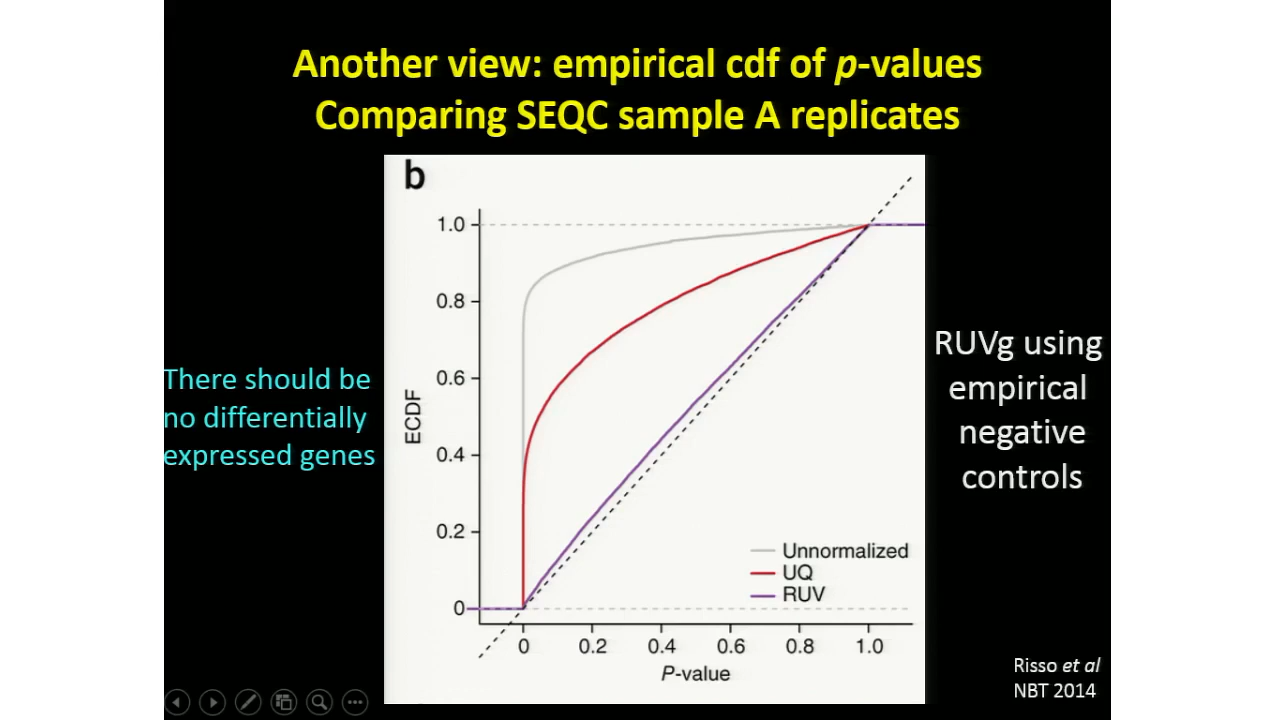 Another view: empirical cdf of p-values
Comparing SEQC sample A replicates
There should be
no differentially
expressed genes
b
ECDF
1.0
0.8
0.6
0.4
0.2
0
Unnormalized
UQ
RUV
0 0.2 0.4 0.6 0.8 1.0
P-value
RUVg using
empirical
negative
controls
Risso et al
NBT 2014